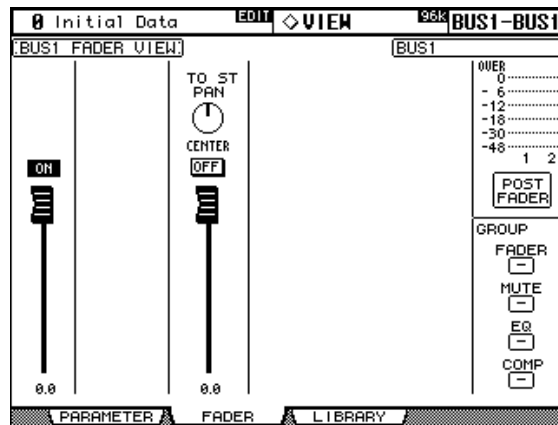 0 Initial Data EDIT ◇VIEW 96K BUS1-BUS1
BUS1 FADER VIEW
BUS1
TO ST
PAN
CENTER
ON
OFF
0.0
0.0
OVER
0
- 6
-12
-18
-30
-48
1 2
POST
FADER
GROUP
FADER
-
MUTE
-
EQ
-
COMP
-
PARAMETER FADER LIBRARY